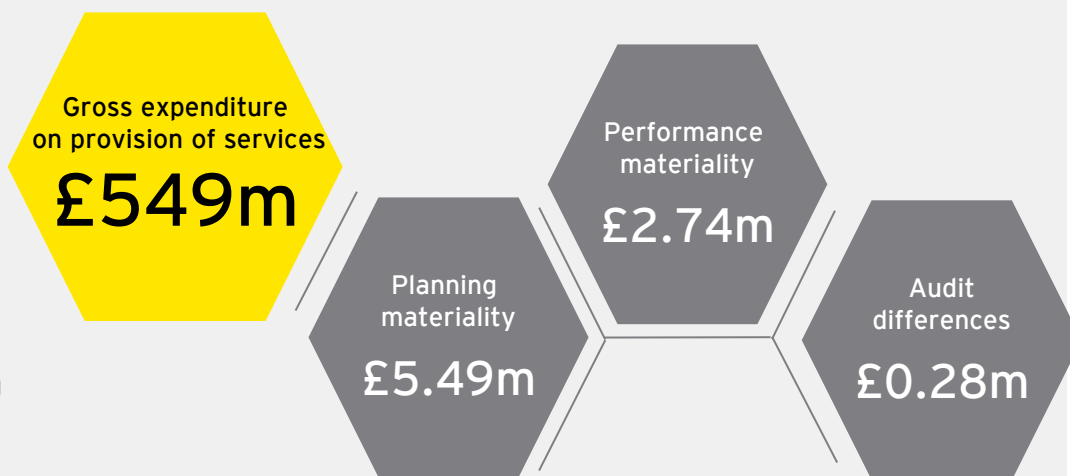 Gross expenditure
on provision of services
£549m
Planning
materiality
£5.49m
Performance
materiality
£2.74m
Audit
differences
£0.28m